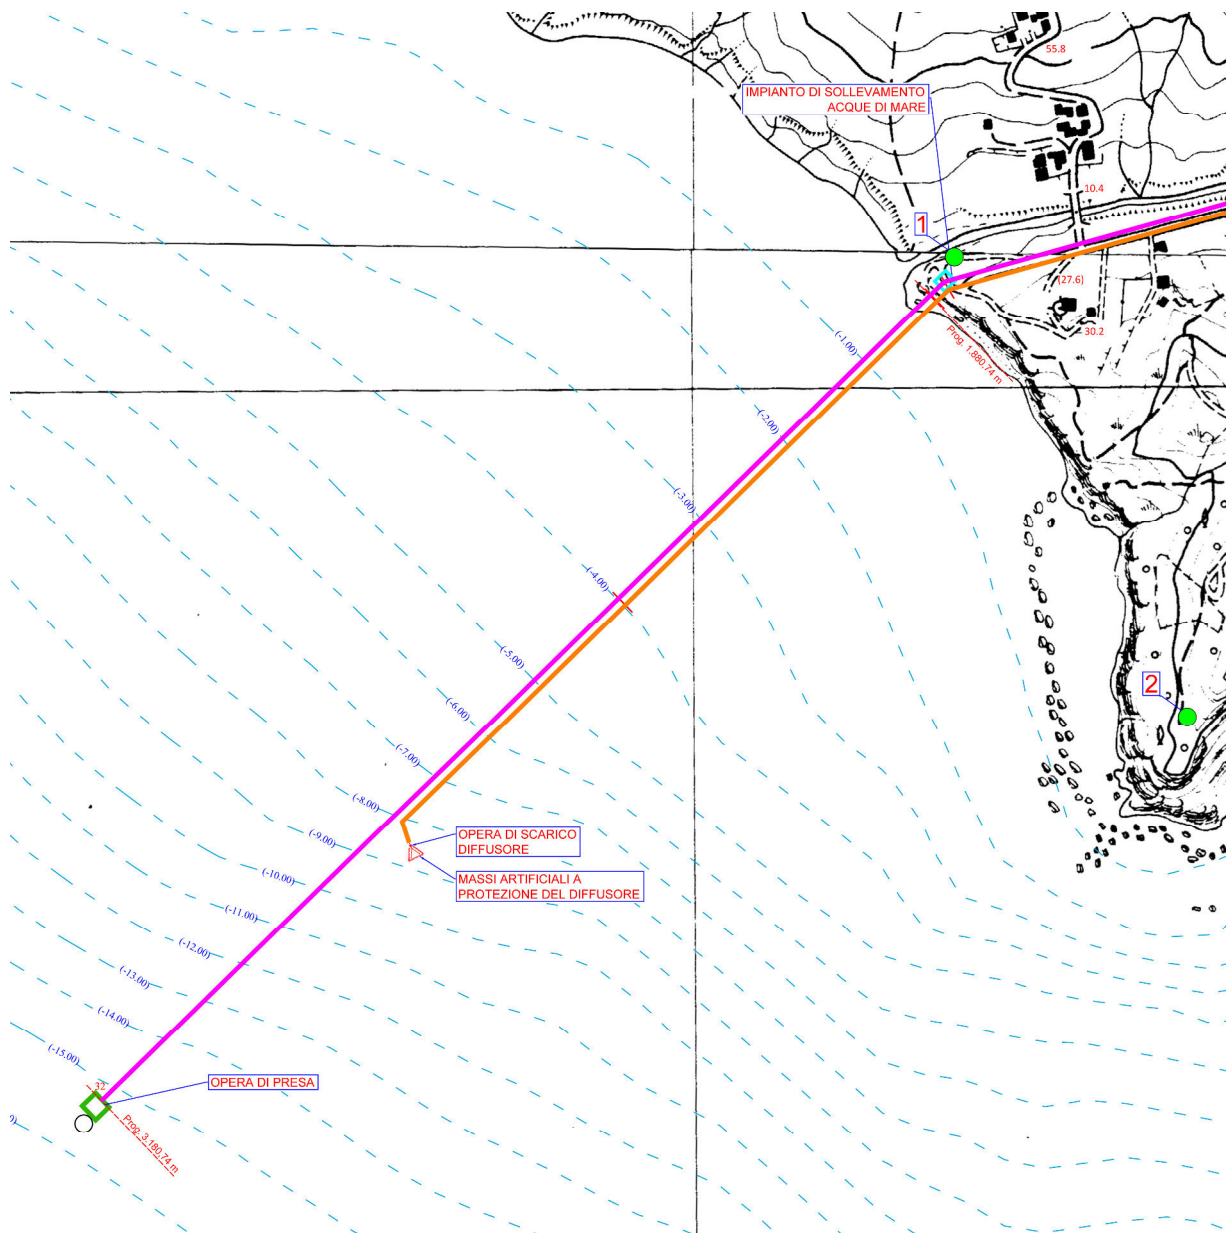 55.8
IMPIANTO DI SOLLEVAMENTO
ACQUE DI MARE
10.4
1
(27.6)
30.2
Prog. 1.880,74 m
(-1.00)
(-2.00)
(-3.00)
(-4.00)
(-5.00)
(-6.00)
2
(-7.00)
(-8.00)
(-9.00)
OPERA DI SCARICO
DIFFUSORE
(-10.00)
MASSI ARTIFICIALI A
PROTEZIONE DEL DIFFUSORE
(-11.00)
(-12.00)
(-13.00)
(-14.00)
(-15.00)
32
OPERA DI PRESA
Prog. 3.180,74 m